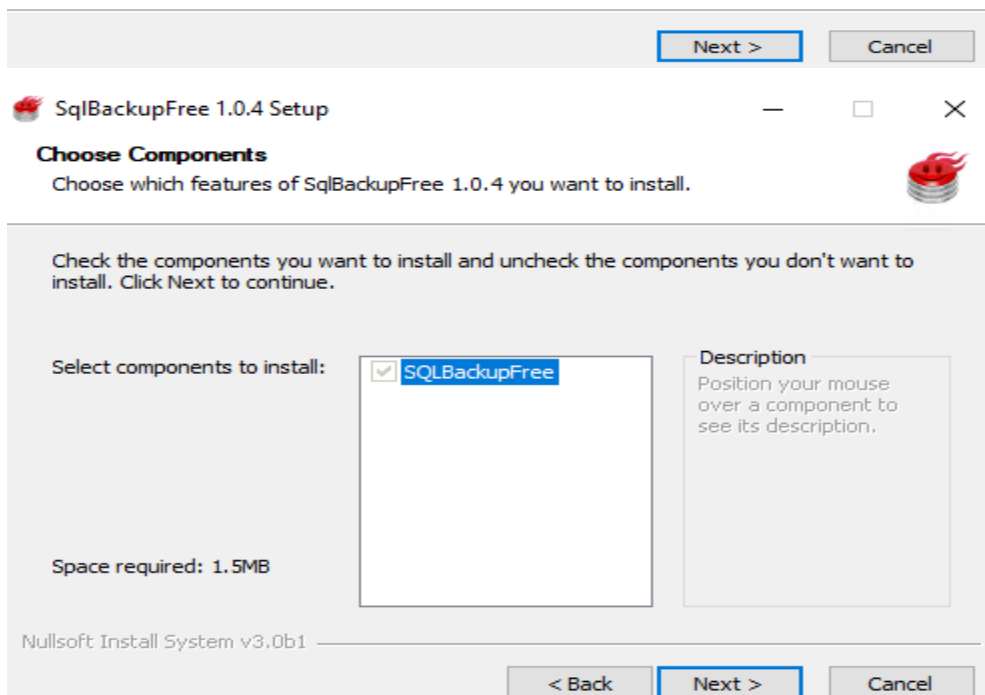 Next > Cancel
SqlBackupFree 1.0.4 Setup
Choose Components
Choose which features of SqlBackupFree 1.0.4 you want to install.
Check the components you want to install and uncheck the components you don't want to
install. Click Next to continue.
Select components to install:
SQLBackupFree
Description
Position your mouse
over a component to
see its description.
Space required: 1.5MB
Nullsoft Install System v3.0b1
< Back Next > Cancel